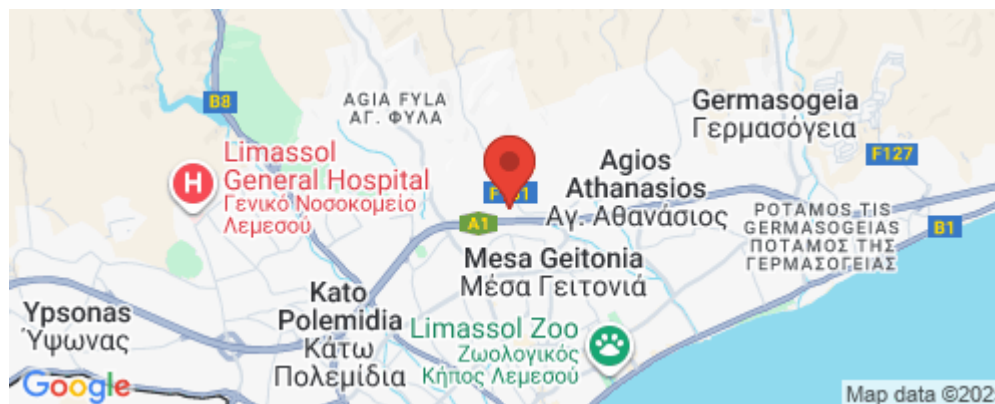 B8
AGIA FYLA
ΑΓ. ΦΥΛΑ
Germasogeia
Γερμασόγεια
F127
Limassol
General Hospital
Γενικό Νοσοκομείο
Λεμεσού
H
Agios
Athanasios
Αγ. Αθανάσιος
A1
POTAMOS TIS
GERMASOGEIAS
ΠΟΤΑΜΟΣ ΤΗΣ
ΓΕΡΜΑΣΟΓΕΙΑΣ
B1
Mesa Geitonia
Μέσα Γειτονιά
Kato
Polemidia
Κάτω
Πολεμίδια
Ypsonas
Ύψωνας
Limassol Zoo
Ζωολογικός
Κήπος Λεμεσού
Google
Map data ©202